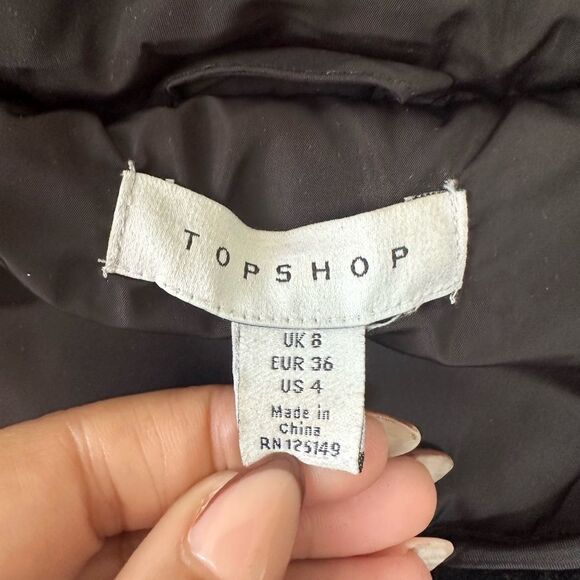 TOPSHOP
UK 8
EUR 36
US 4
Made in
China
RN 125149